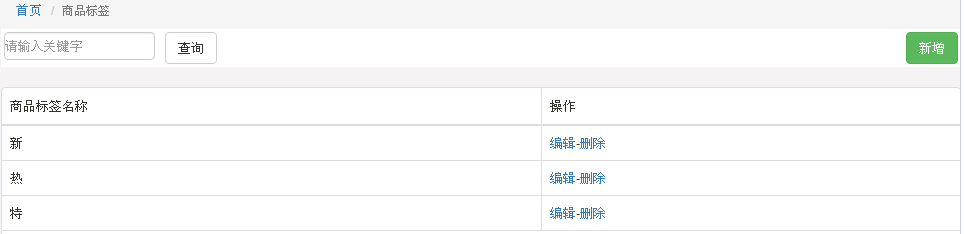 首页 / 商品标签
请输入关键字 查询 新增
商品标签名称 操作
新 编辑-删除
热 编辑-删除
特 编辑-删除